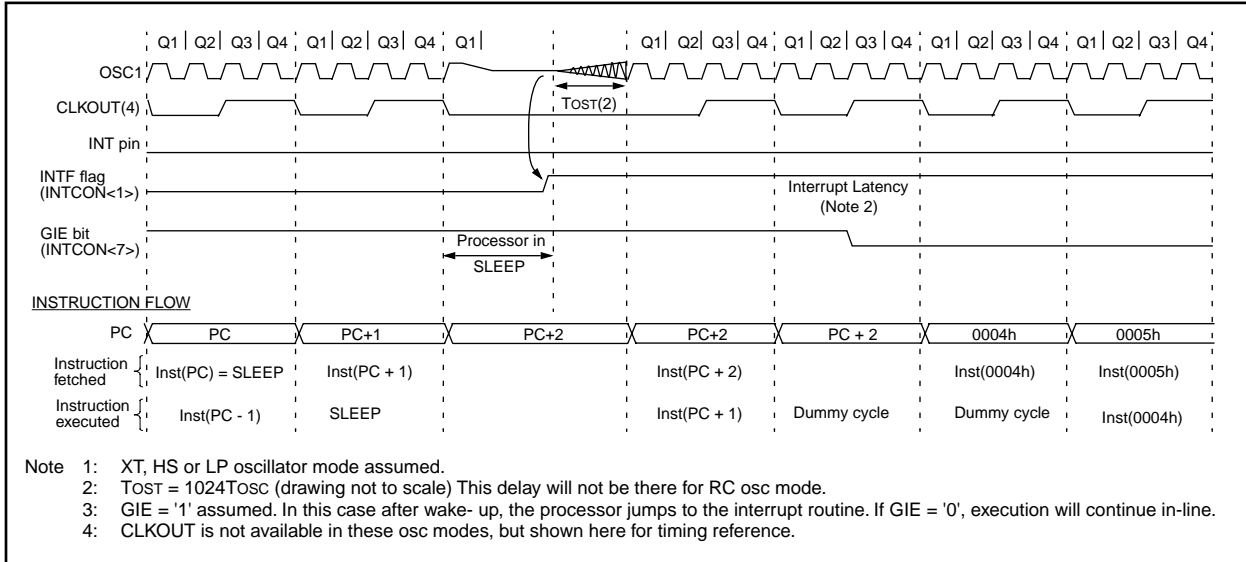 Q1 Q2 Q3 Q4 Q1 Q2 Q3 Q4 Q1 Q1 Q2 Q3 Q4 Q1 Q2 Q3 Q4 Q1 Q2 Q3 Q4 Q1 Q2 Q3 Q4
OSC1
TOST(2)
CLKOUT(4)
INT pin
INTF flag
(INTCON<1>)
Interrupt Latency
(Note 2)
GIE bit
(INTCON<7>)
Processor in
SLEEP
INSTRUCTION FLOW
PC PC PC+1 PC+2 PC+2 PC + 2 0004h 0005h
Instruction
fetched
Inst(PC) = SLEEP Inst(PC + 1) Inst(PC + 2) Inst(0004h) Inst(0005h)
Instruction
executed
Inst(PC - 1) SLEEP Inst(PC + 1) Dummy cycle Dummy cycle Inst(0004h)
Note 1: XT, HS or LP oscillator mode assumed.
2: TOST = 1024TOSC (drawing not to scale) This delay will not be there for RC osc mode.
3: GIE = '1' assumed. In this case after wake- up, the processor jumps to the interrupt routine. If GIE = '0', execution will continue in-line.
4: CLKOUT is not available in these osc modes, but shown here for timing reference.